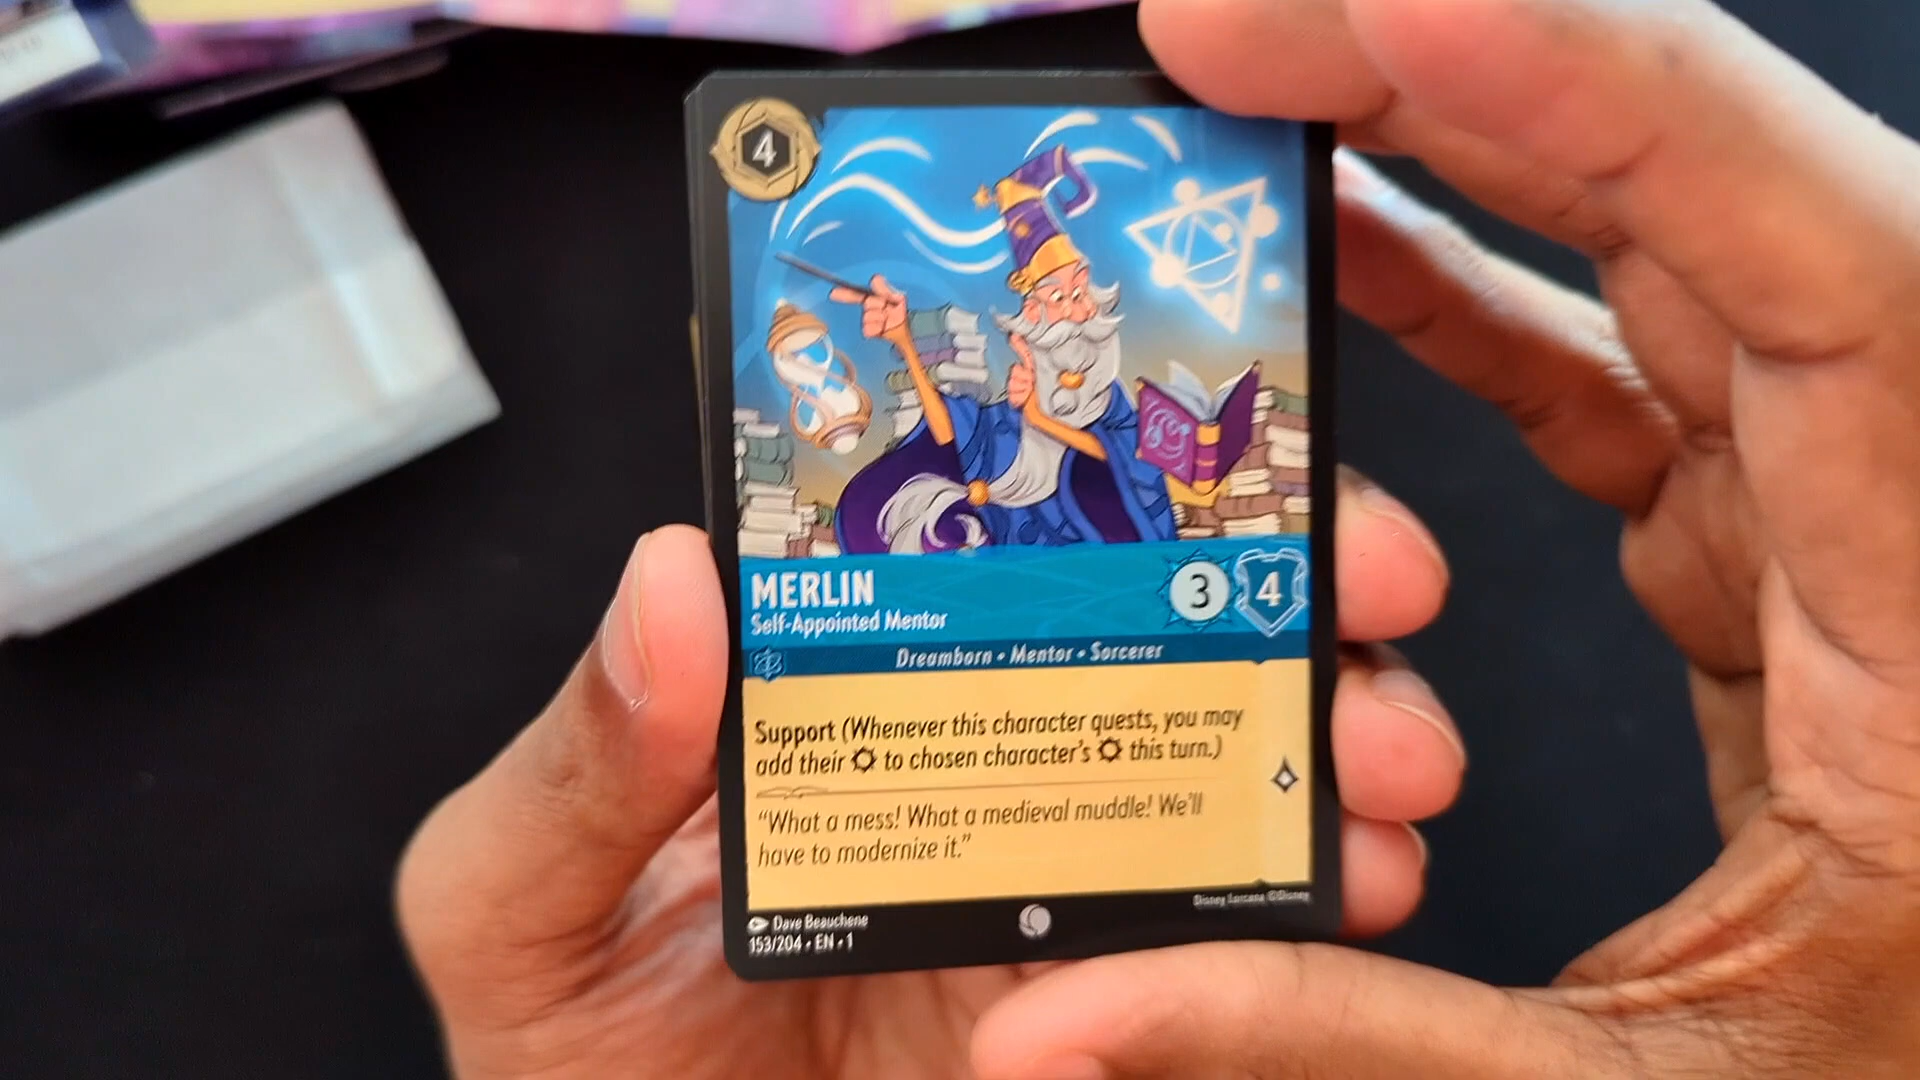 4
MERLIN
Self-Appointed Mentor
3
4
Dreamborn • Mentor • Sorcerer
Support (Whenever this character quests, you may
add their to chosen character's this turn.)
"What a mess! What a medieval muddle! We'll
have to modernize it."
Dave Beauchene
153/204 • EN • 1
Disney Lorcana ©Disney